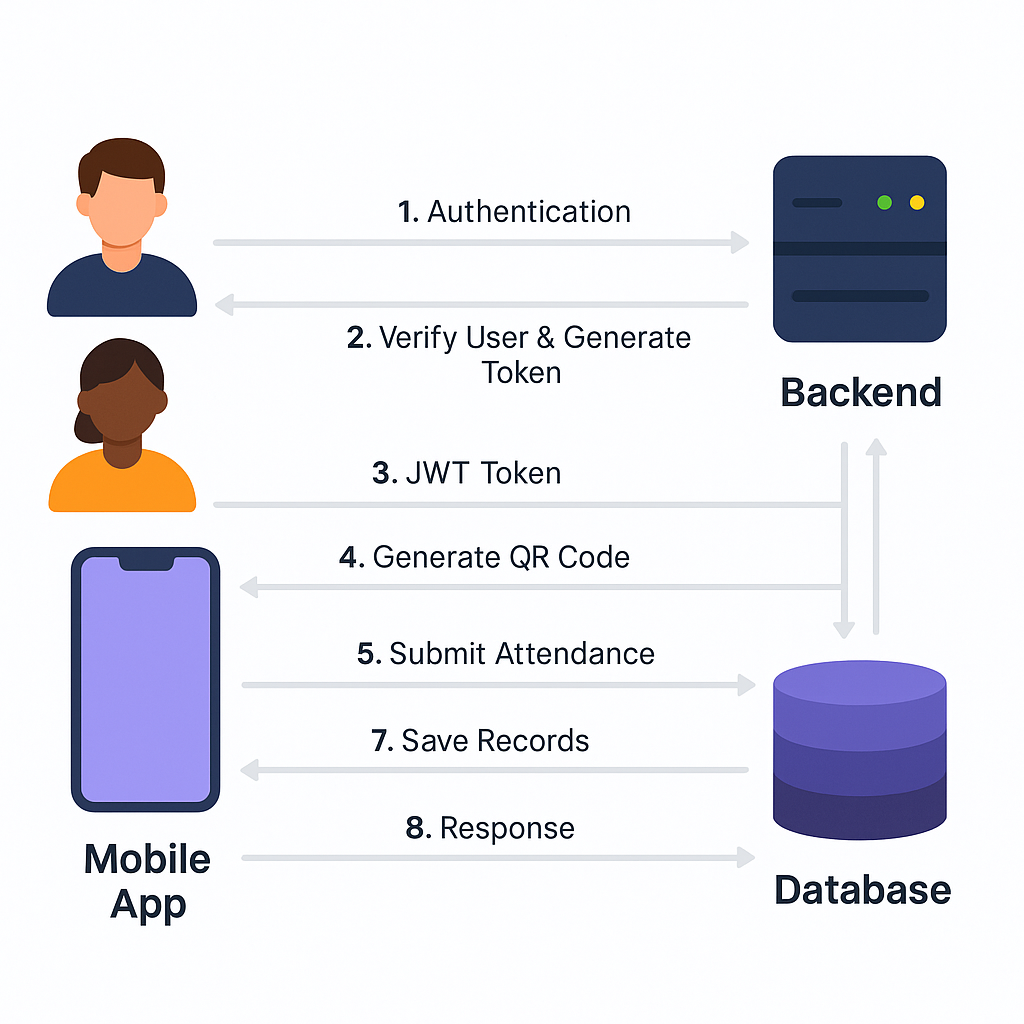 1. Authentication
2. Verify User & Generate
Token
Backend
3. JWT Token
4. Generate QR Code
5. Submit Attendance
7. Save Records
8. Response
Mobile
App
Database